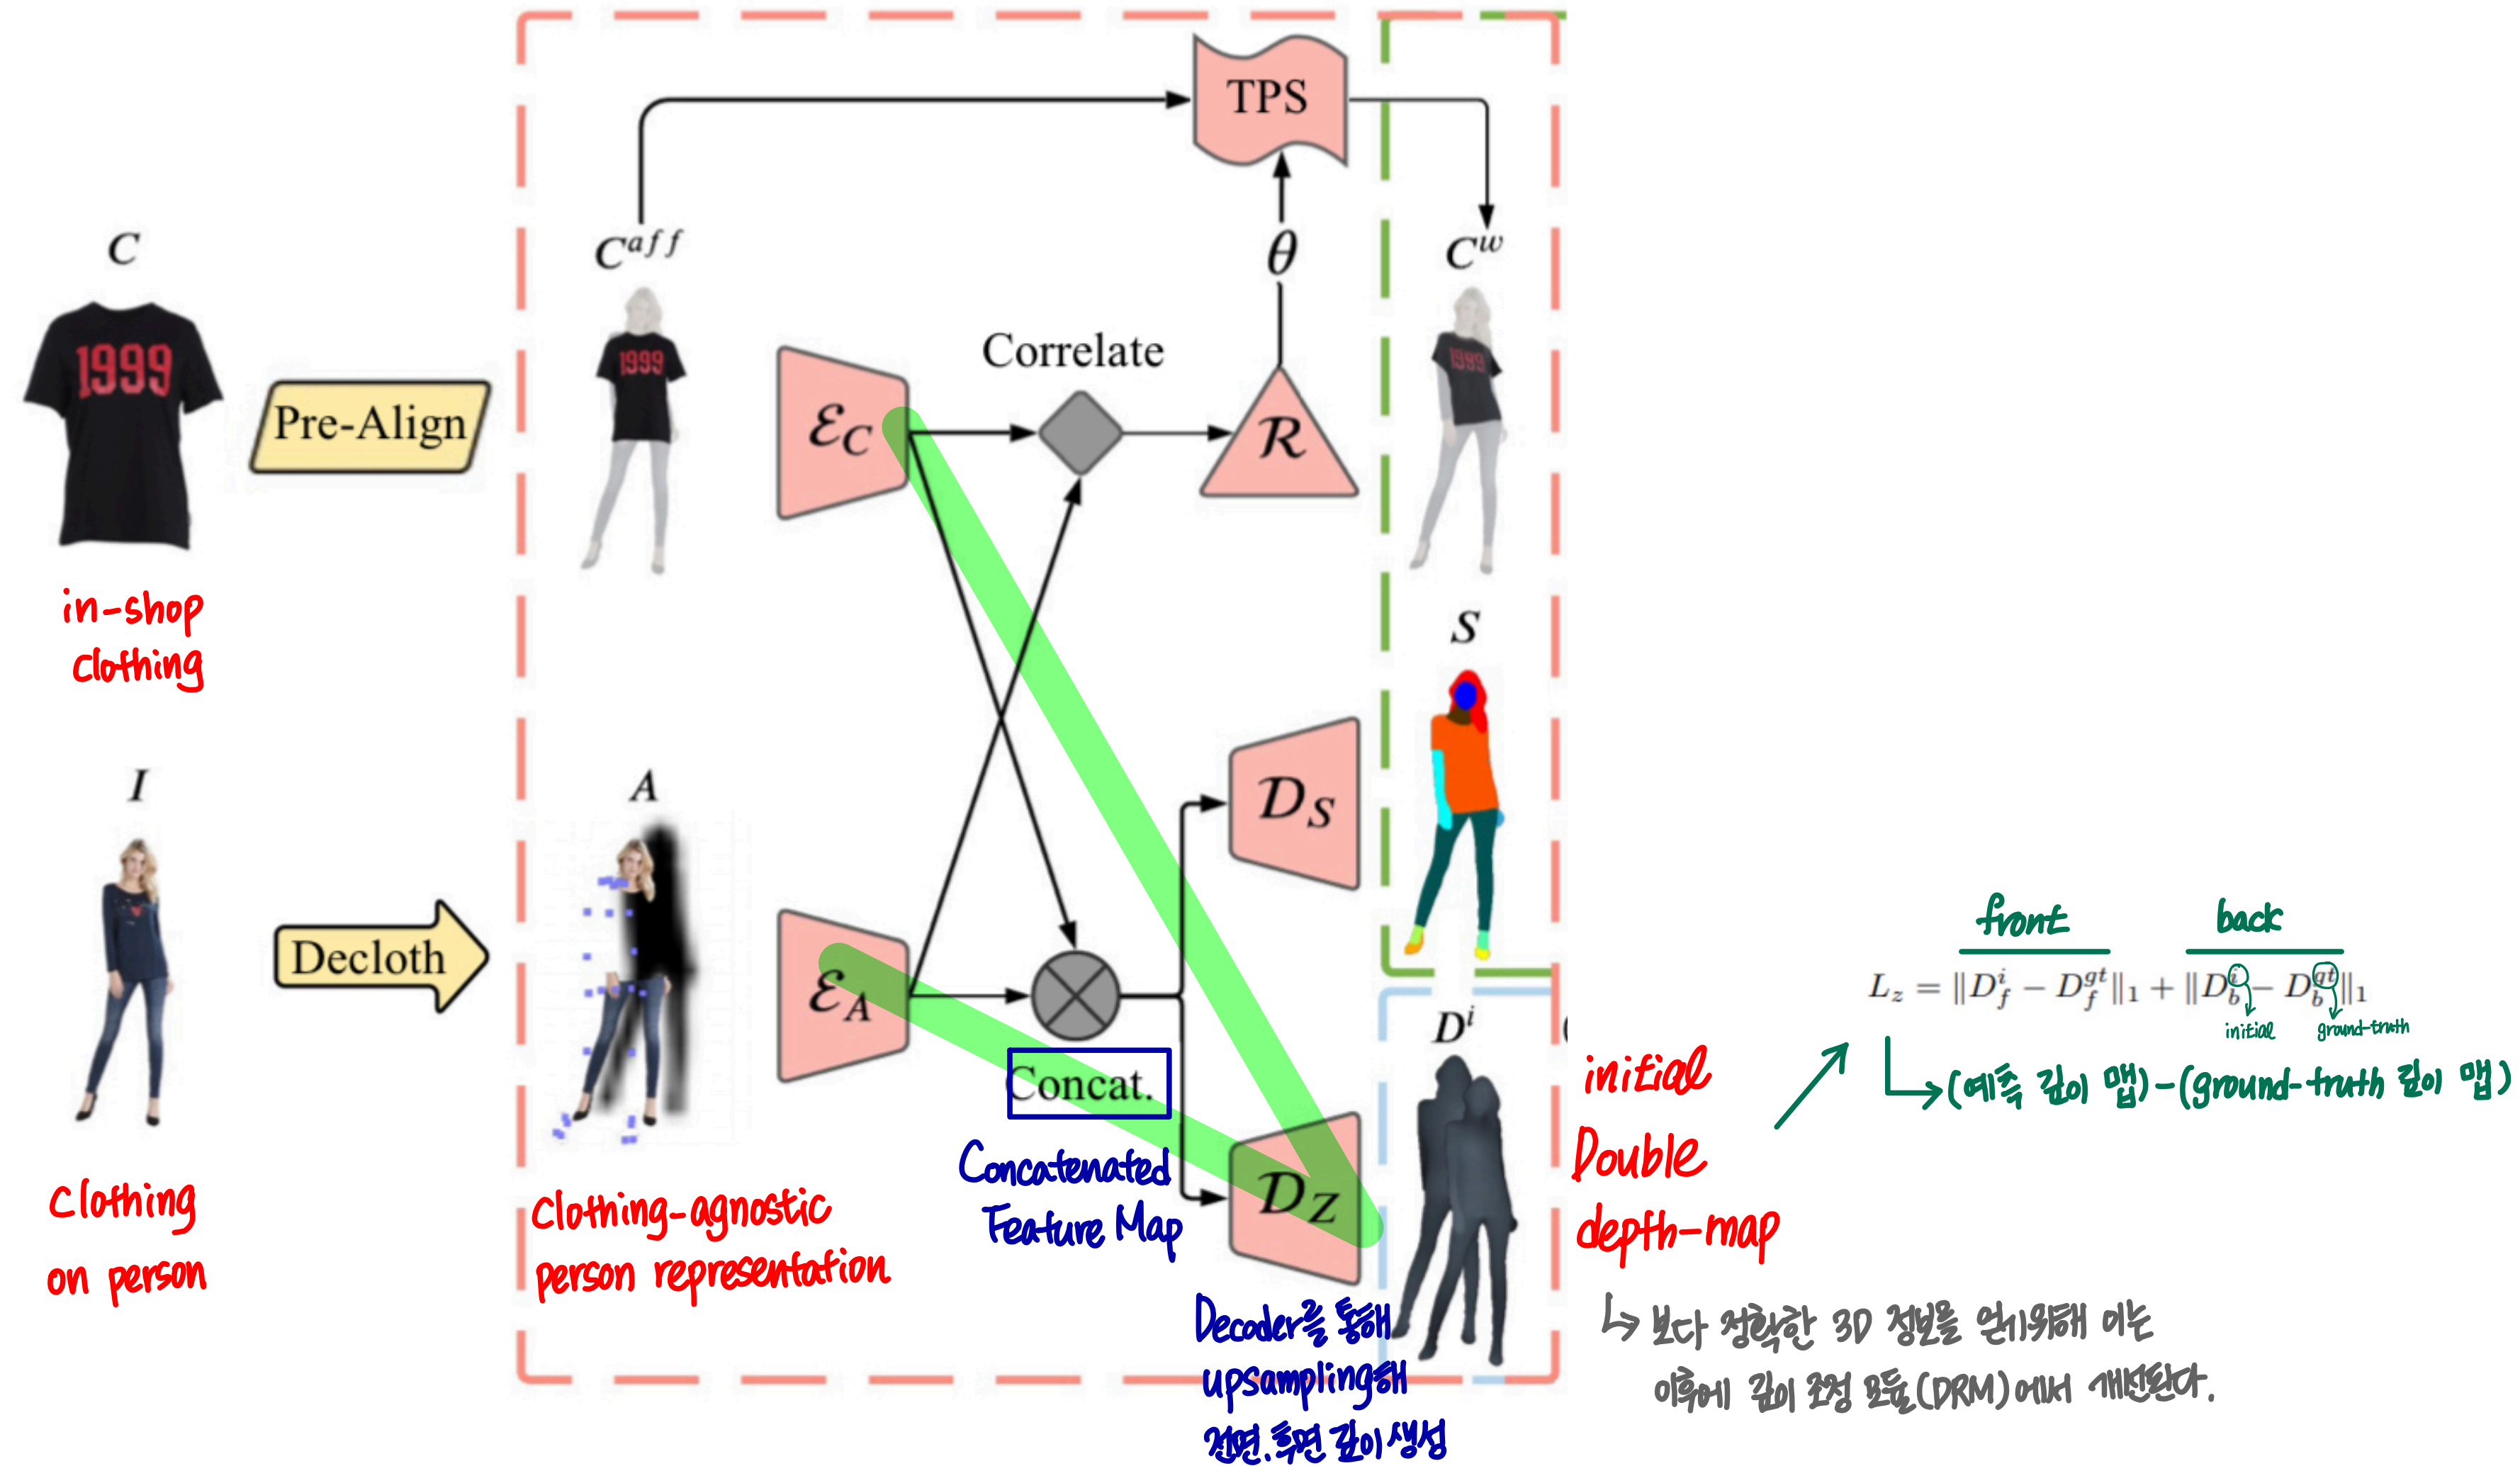 TPS
C
C^{aff}
θ
C^w
1999
1999
1999
Correlate
Pre-Align
ℰ_C
R
in-shop
clothing
S
I
A
D_S
Decloth
ℰ_A
front
back
L_z = ‖D_f^i − D_f^{gt}‖_1 + ‖D_b^i − D_b^{gt}‖_1
initial
ground-truth
D^i
Concat.
initial
Double
depth-map
(예측 깊이 맵)-(ground-truth 깊이 맵)
Concatenated
Feature Map
D_Z
Clothing
on person
Clothing-agnostic
person representation
Decoder를 통해
upsampling해
전면.후면 깊이 생성
보다 정확한 3D 정보를 얻기위해 이는
이후에 깊이 조정 모듈(DRM)에서 개선된다.